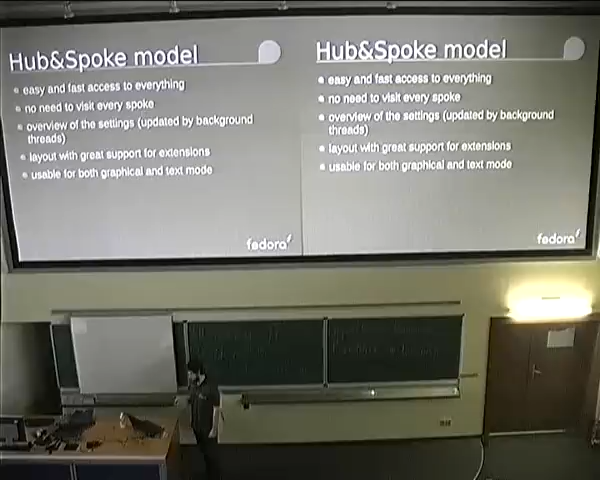 Hub&Spoke model
easy and fast access to everything
no need to visit every spoke
overview of the settings (updated by background
threads)
layout with great support for extensions
usable for both graphical and text mode
fedora
Hub&Spoke model
easy and fast access to everything
no need to visit every spoke
overview of the settings (updated by background
threads)
layout with great support for extensions
usable for both graphical and text mode
fedora